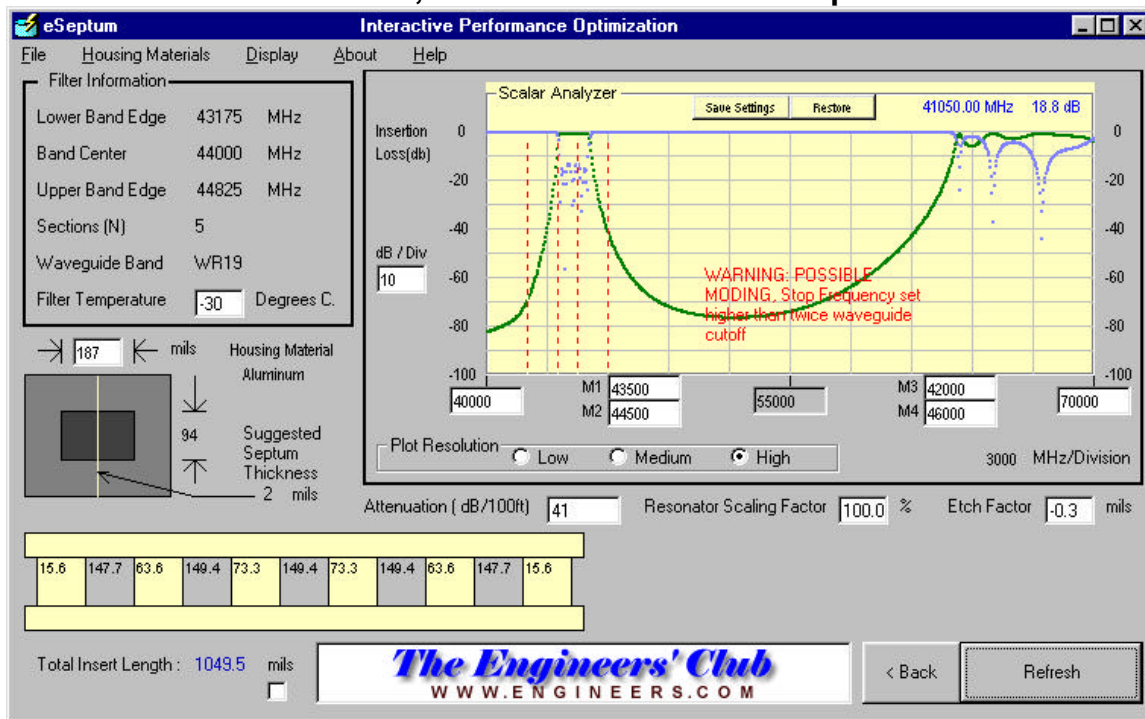 eSeptum Interactive Performance Optimization
File Housing Materials Display About Help
Filter Information
Lower Band Edge 43175 MHz
Band Center 44000 MHz
Upper Band Edge 44825 MHz
Sections (N) 5
Waveguide Band WR19
Filter Temperature -30 Degrees C.
187 mils
Housing Material
Aluminum
94
Suggested
Septum
Thickness
2 mils
Scalar Analyzer
Save Settings Restore 41050.00 MHz 18.8 dB
Insertion
Loss(db)
0 0
-20 -20
-40 -40
dB / Div
10
-60 -60
-80 -80
-100 -100
WARNING: POSSIBLE
MODING, Stop Frequency set
higher than twice waveguide
cutoff
40000 M1 43500 55000 M3 42000 70000
M2 44500 M4 46000
Plot Resolution Low Medium High 3000 MHz/Division
Attenuation ( dB/100ft) 41 Resonator Scaling Factor 100.0 % Etch Factor -0.3 mils
15.6 147.7 63.6 149.4 73.3 149.4 73.3 149.4 63.6 147.7 15.6
Total Insert Length : 1049.5 mils
The Engineers' Club
WWW.ENGINEERS.COM
< Back Refresh